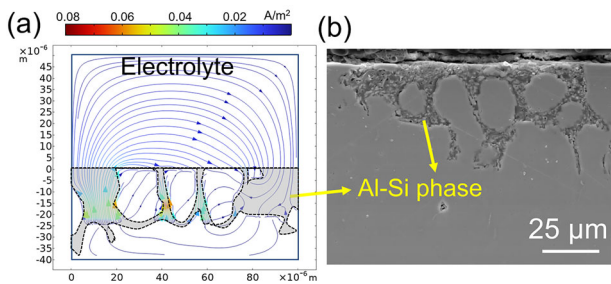 (a)
0.08 0.06 0.04 0.02 A/m²
×10⁻⁶
m
Electrolyte
45
40
35
30
25
20
15
10
5
0
-5
-10
-15
-20
-25
-30
-35
-40
0 20 40 60 80 ×10⁻⁶ m
(b)
Al-Si phase
25 μm